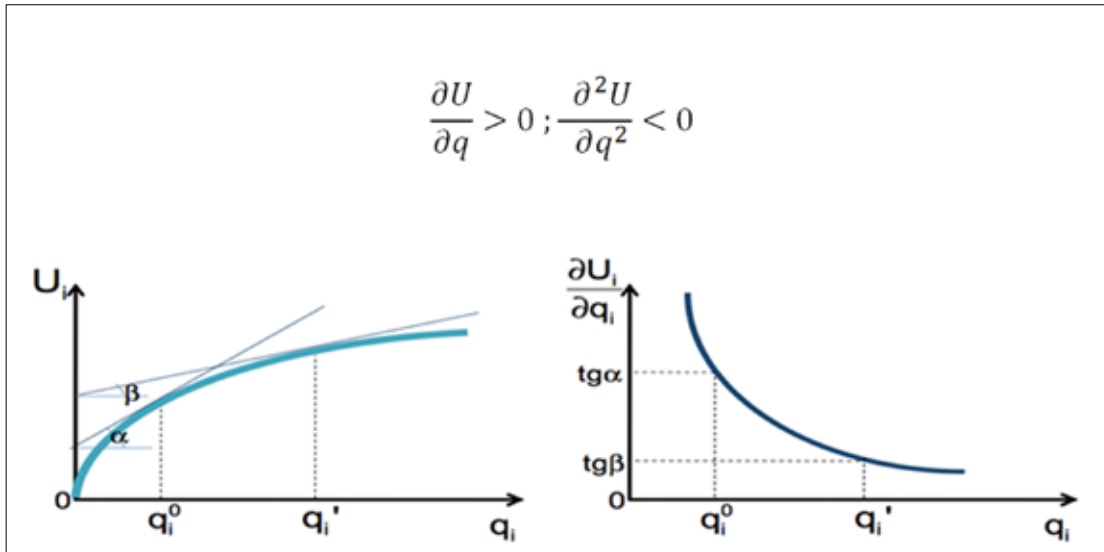 ∂U/∂q > 0 ; ∂²U/∂q² < 0
Uᵢ
β
α
0
qᵢ⁰
qᵢ'
qᵢ
∂Uᵢ/∂qᵢ
tgα
tgβ
0
qᵢ⁰
qᵢ'
qᵢ